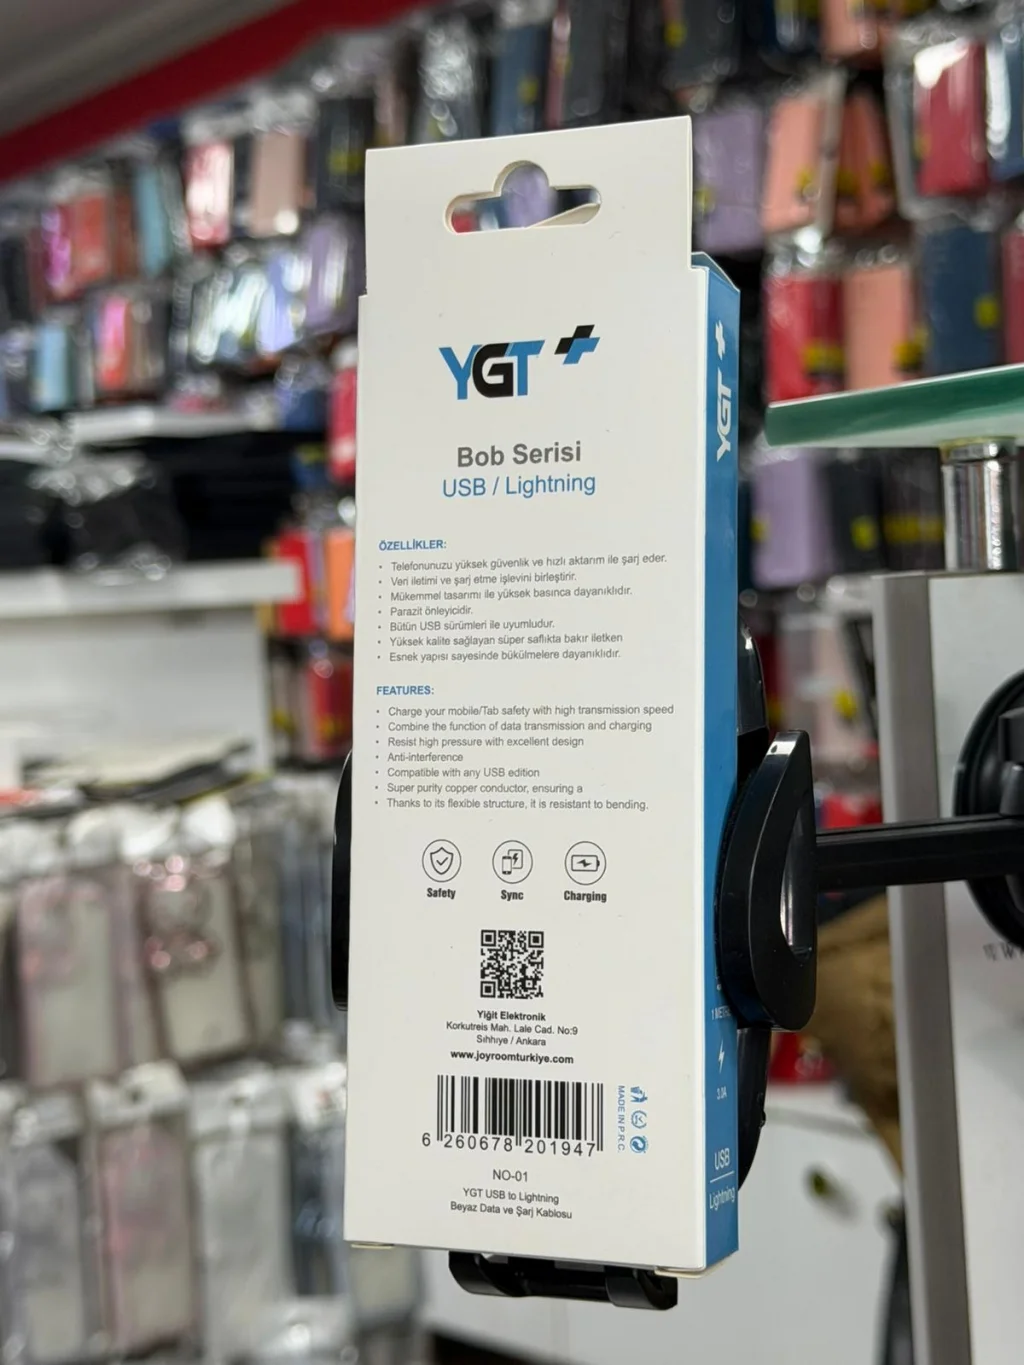 YGT
Bob Serisi
USB / Lightning
ÖZELLİKLER:
• Telefonunuzu yüksek güvenlik ve hızlı aktarım ile şarj eder.
• Veri iletimi ve şarj etme işlevini birleştirir.
• Mükemmel tasarımı ile yüksek basınca dayanıklıdır.
• Parazit önleyicidir.
• Bütün USB sürümleri ile uyumludur.
• Yüksek kalite sağlayan süper saflıkta bakır iletken
• Esnek yapısı sayesinde bükülmelere dayanıklıdır.
FEATURES:
• Charge your mobile/Tab safety with high transmission speed
• Combine the function of data transmission and charging
• Resist high pressure with excellent design
• Anti-interference
• Compatible with any USB edition
• Super purity copper conductor, ensuring a
• Thanks to its flexible structure, it is resistant to bending.
Safety
Sync
Charging
Yiğit Elektronik
Korkutreis Mah. Lale Cad. No:9
Sıhhıye / Ankara
www.joyroomturkiye.com
6 260678 201947
MADE IN P.R.C.
NO-01
YGT USB to Lightning
Beyaz Data ve Şarj Kablosu
YGT
3.0A
USB
Lightning